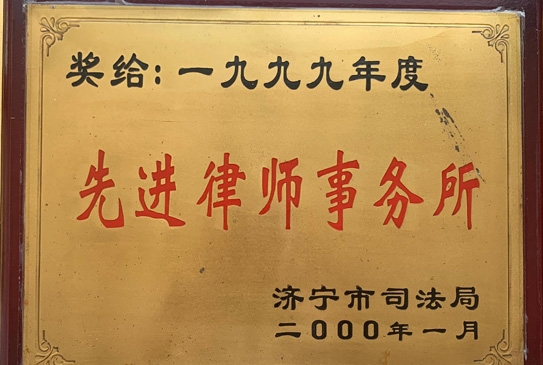 奖给:一九九九年度
先进律师事务所
济宁市司法局
二000年一月